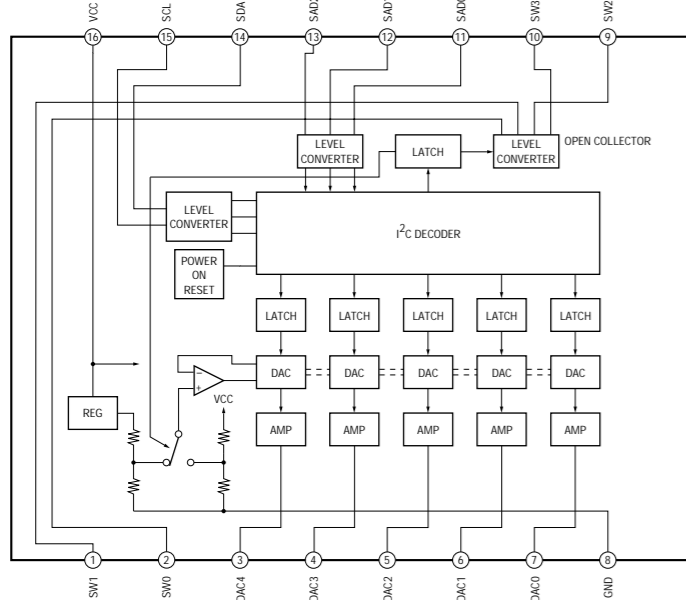 VCC
SCL
SDA
SAD2
SAD1
SAD0
SW3
SW2
16
15
14
13
12
11
10
9
LEVEL
CONVERTER
LATCH
LEVEL
CONVERTER
OPEN COLLECTOR
LEVEL
CONVERTER
I2C DECODER
POWER
ON
RESET
LATCH
LATCH
LATCH
LATCH
LATCH
−
+
DAC
DAC
DAC
DAC
DAC
VCC
REG
AMP
AMP
AMP
AMP
AMP
1
2
3
4
5
6
7
8
SW1
SW0
DAC4
DAC3
DAC2
DAC1
DAC0
GND